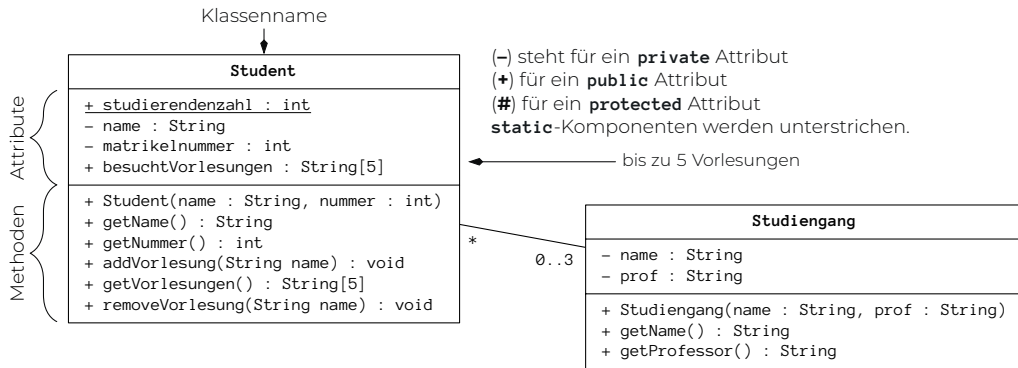 Klassenname
Student
+ studierendenzahl : int
– name : String
– matrikelnummer : int
+ besuchtVorlesungen : String[5]
+ Student(name : String, nummer : int)
+ getName() : String
+ getNummer() : int
+ addVorlesung(String name) : void
+ getVorlesungen() : String[5]
+ removeVorlesung(String name) : void
Attribute
Methoden
(–) steht für ein private Attribut
(+) für ein public Attribut
(#) für ein protected Attribut
static-Komponenten werden unterstrichen.
bis zu 5 Vorlesungen
*
0..3
Studiengang
– name : String
– prof : String
+ Studiengang(name : String, prof : String)
+ getName() : String
+ getProfessor() : String